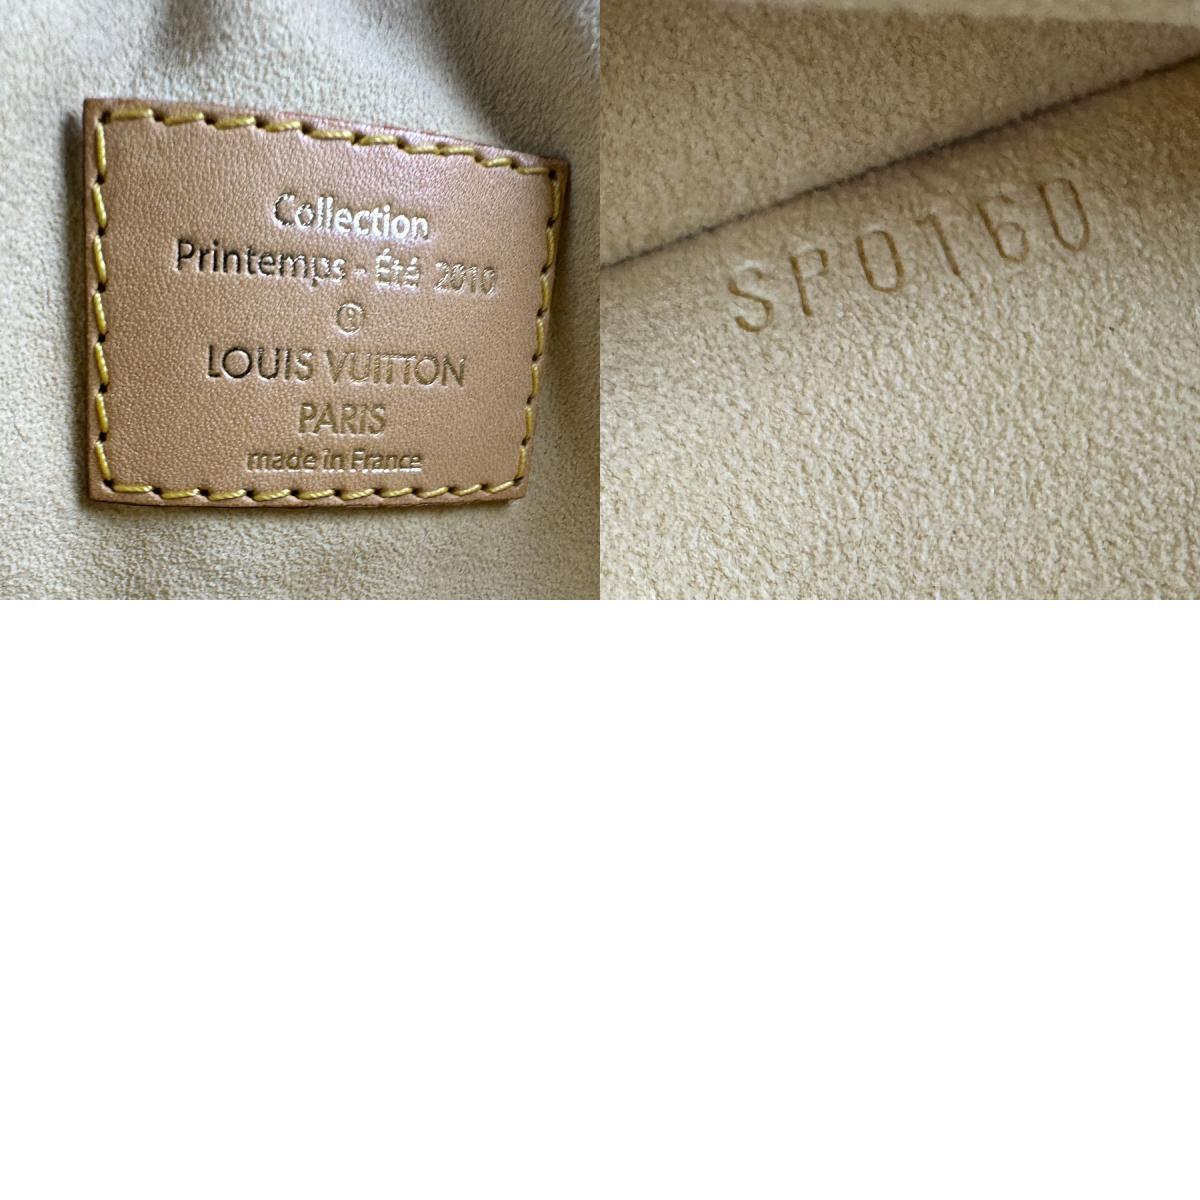 Collection
Printemps - Été 2010
®
LOUIS VUITTON
PARIS
made in France
SP0160